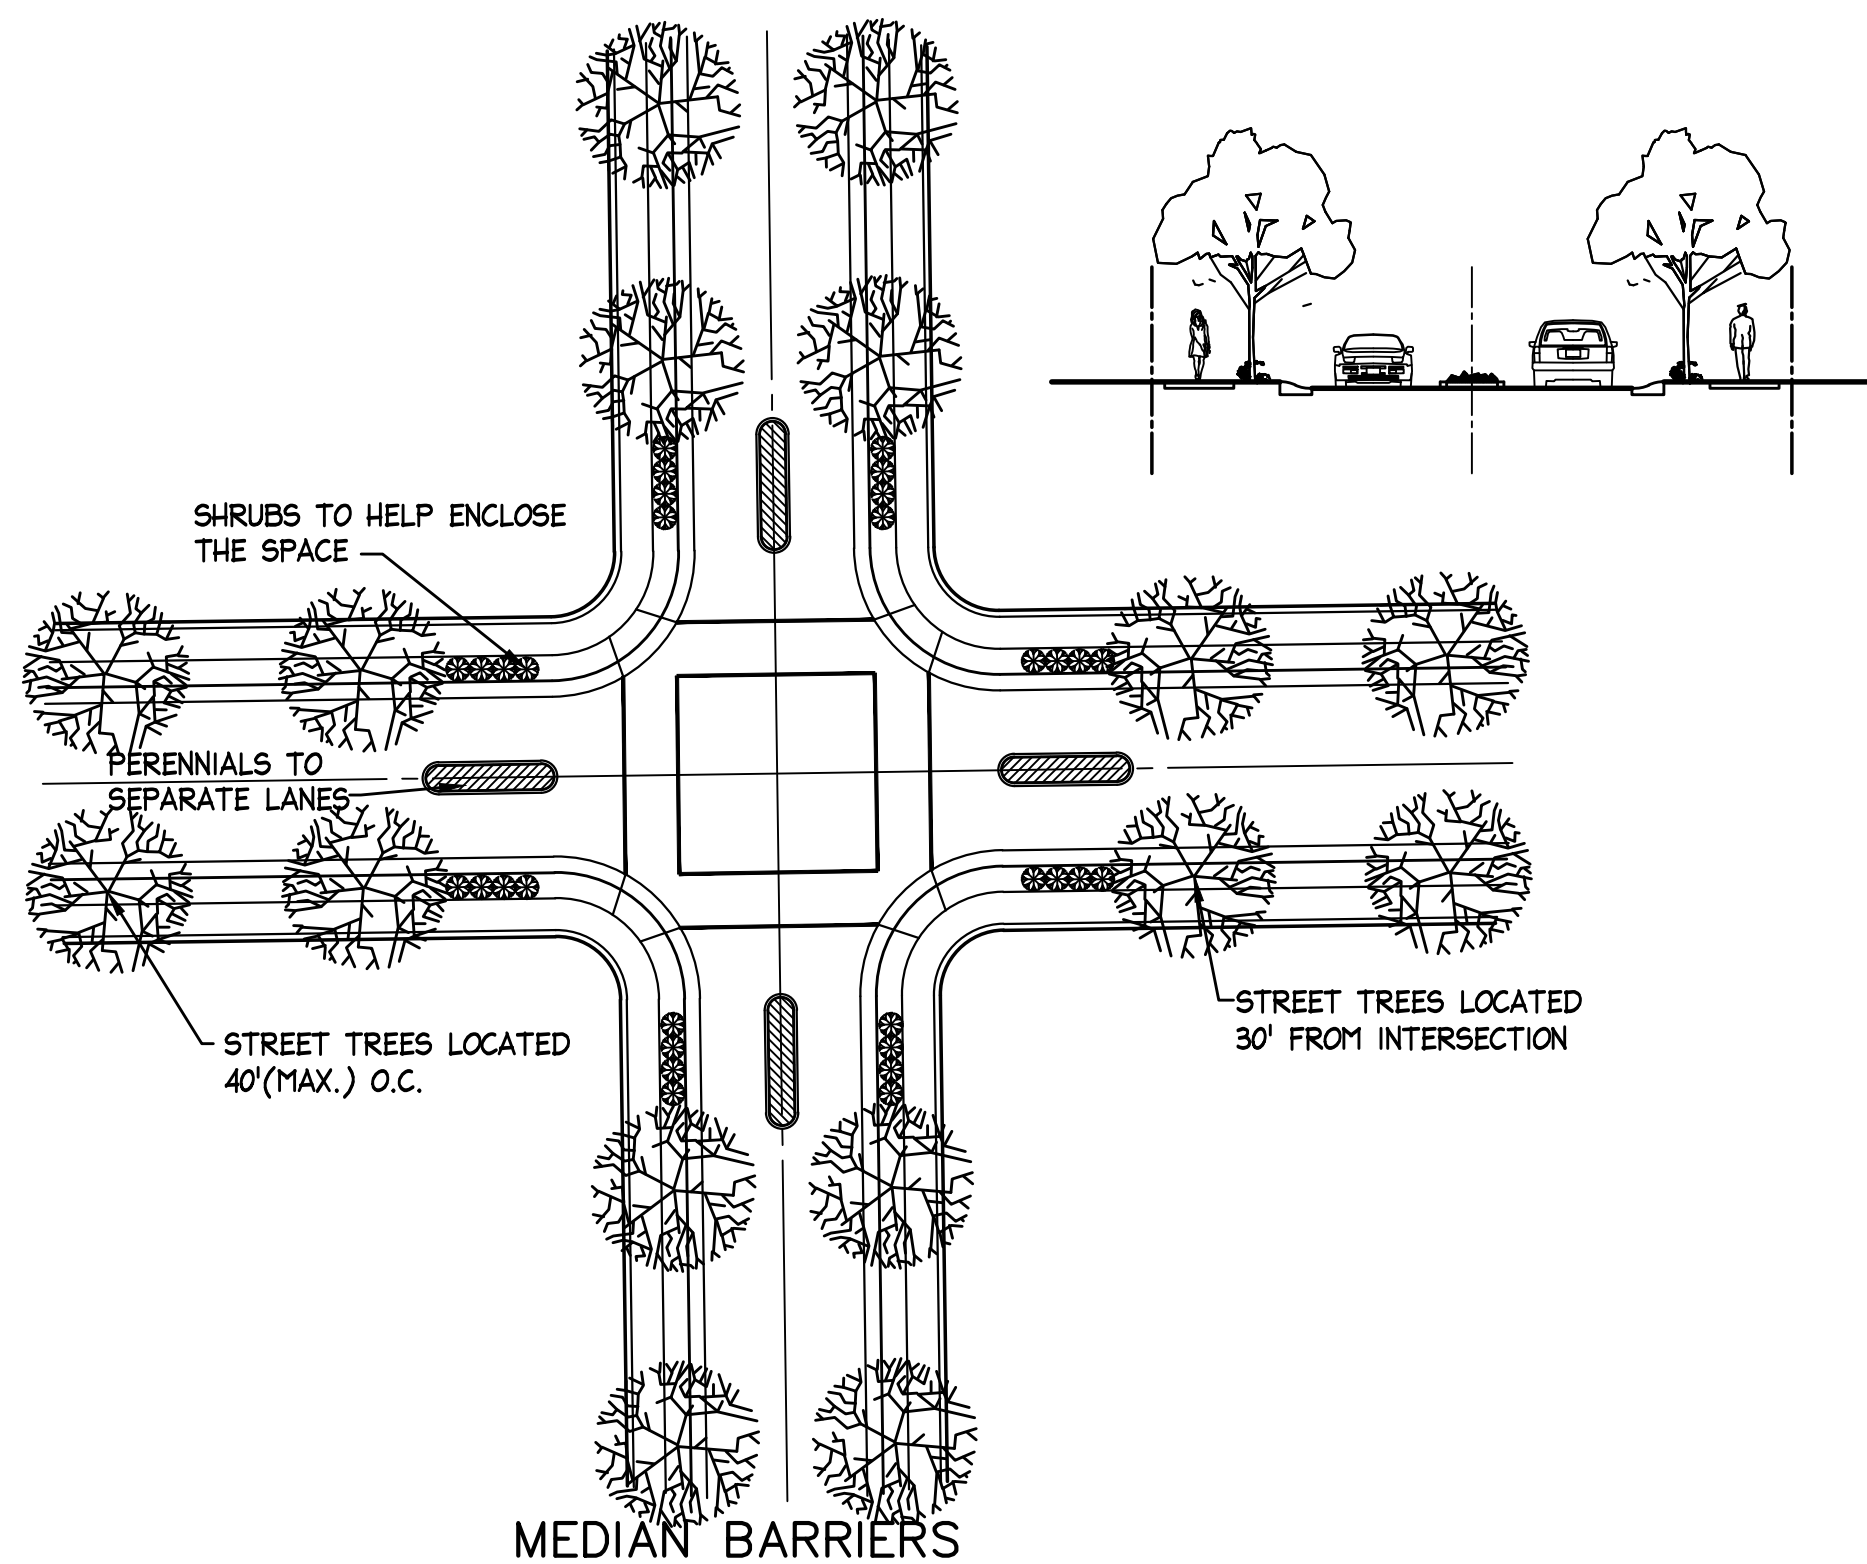 SHRUBS TO HELP ENCLOSE
THE SPACE
PERENNIALS TO
SEPARATE LANES
STREET TREES LOCATED
30' FROM INTERSECTION
STREET TREES LOCATED
40'(MAX.) O.C.
MEDIAN BARRIERS